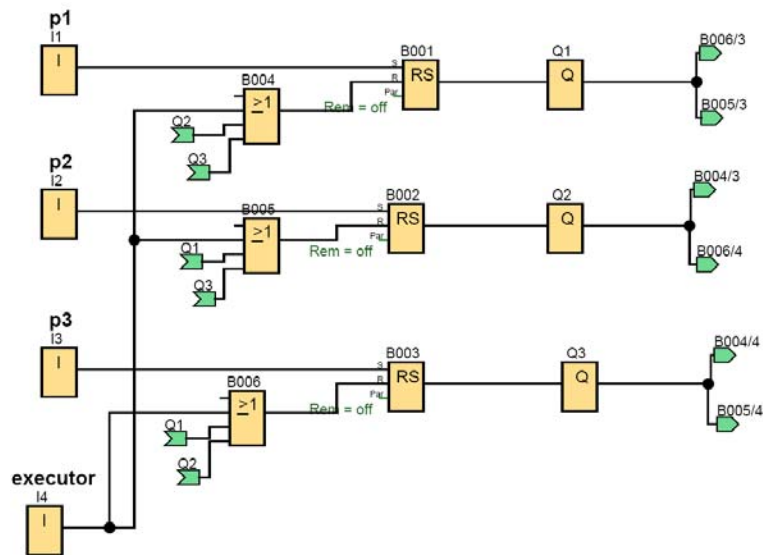 p1
I1
I
B004
≥1
Q2
Q3
B001
S
R
Par
RS
Rem = off
Q1
Q
B006/3
B005/3
p2
I2
I
B005
≥1
Q1
Q3
B002
S
R
Par
RS
Rem = off
Q2
Q
B004/3
B006/4
p3
I3
I
B006
≥1
Q1
Q2
B003
S
R
Par
RS
Rem = off
Q3
Q
B004/4
B005/4
executor
I4
I